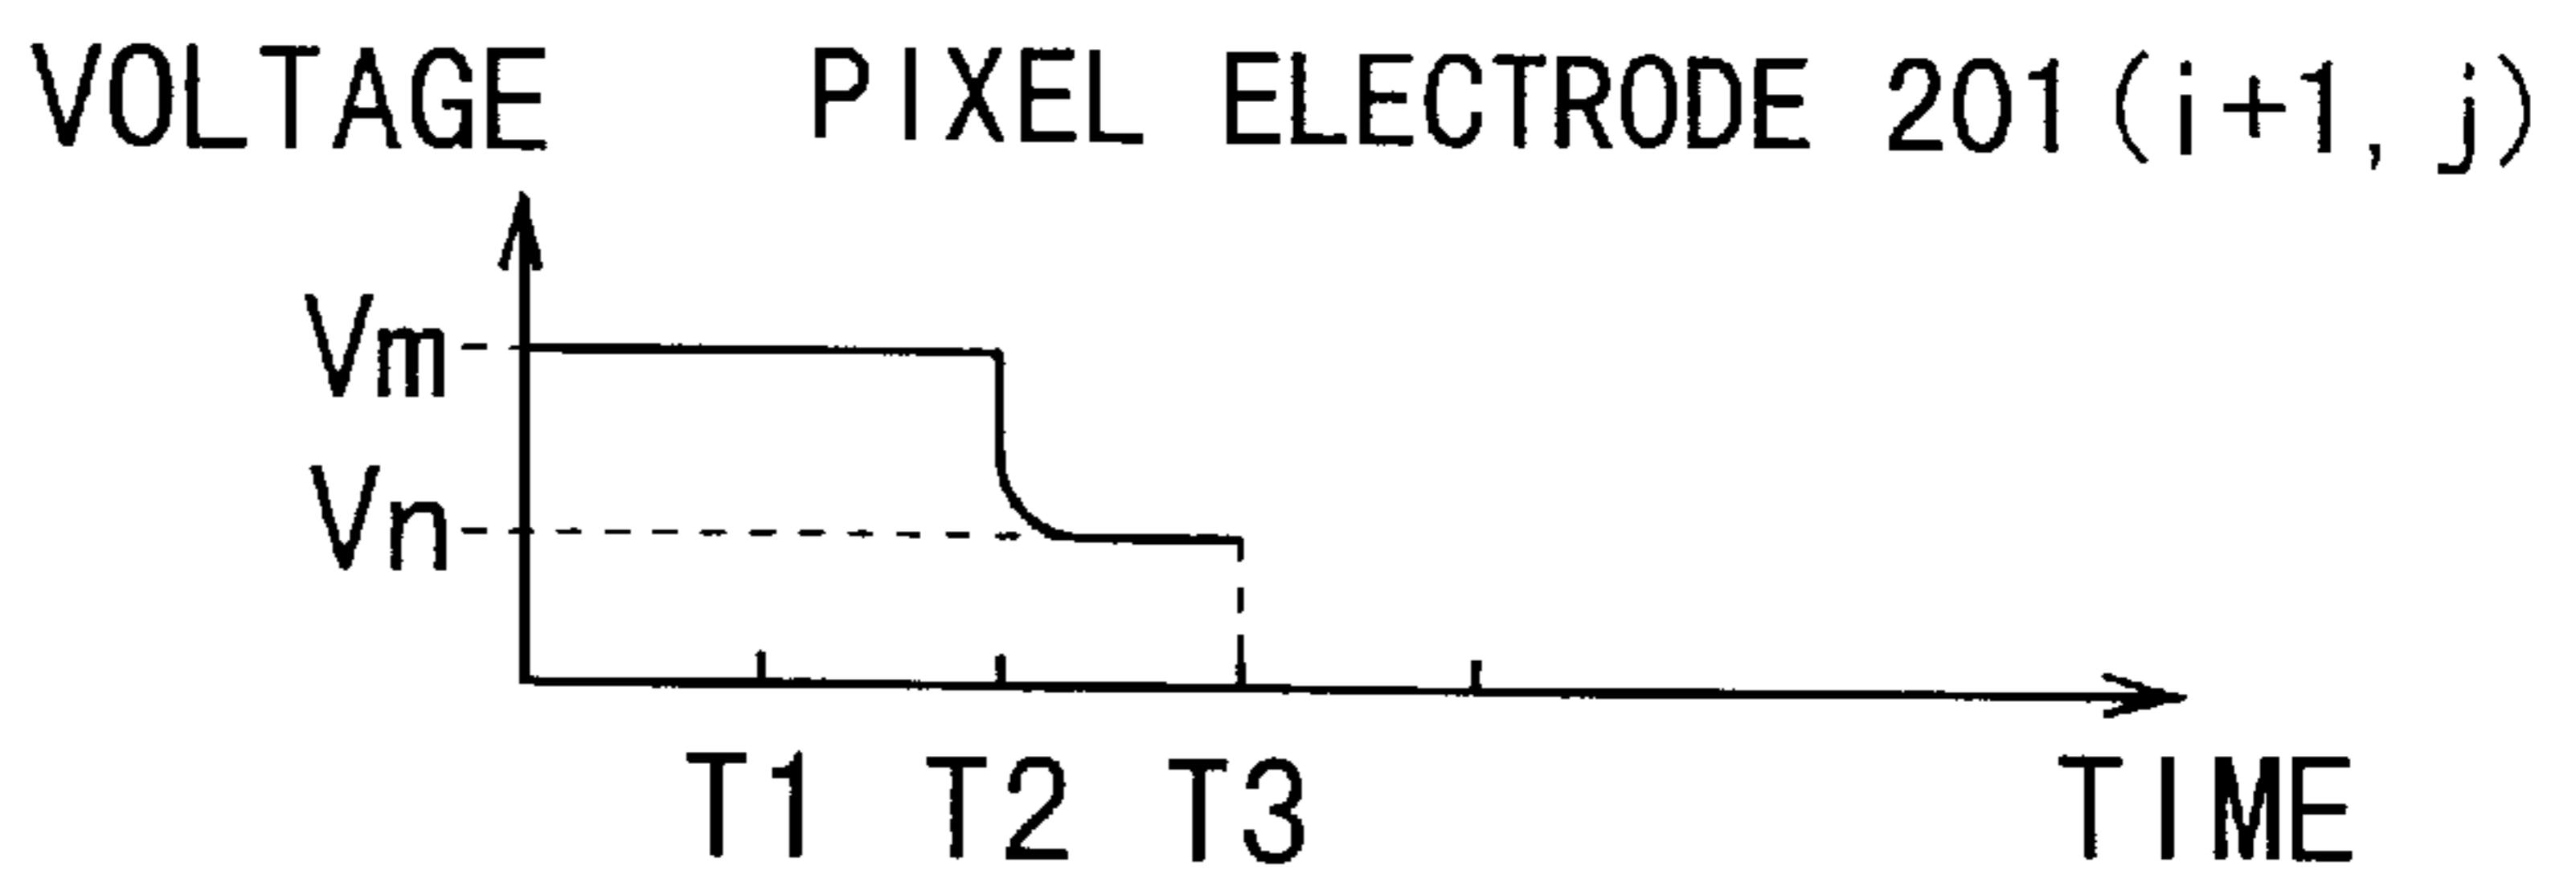 VOLTAGE PIXEL ELECTRODE 201(i+1, j)
Vm
Vn
T1 T2 T3 TIME